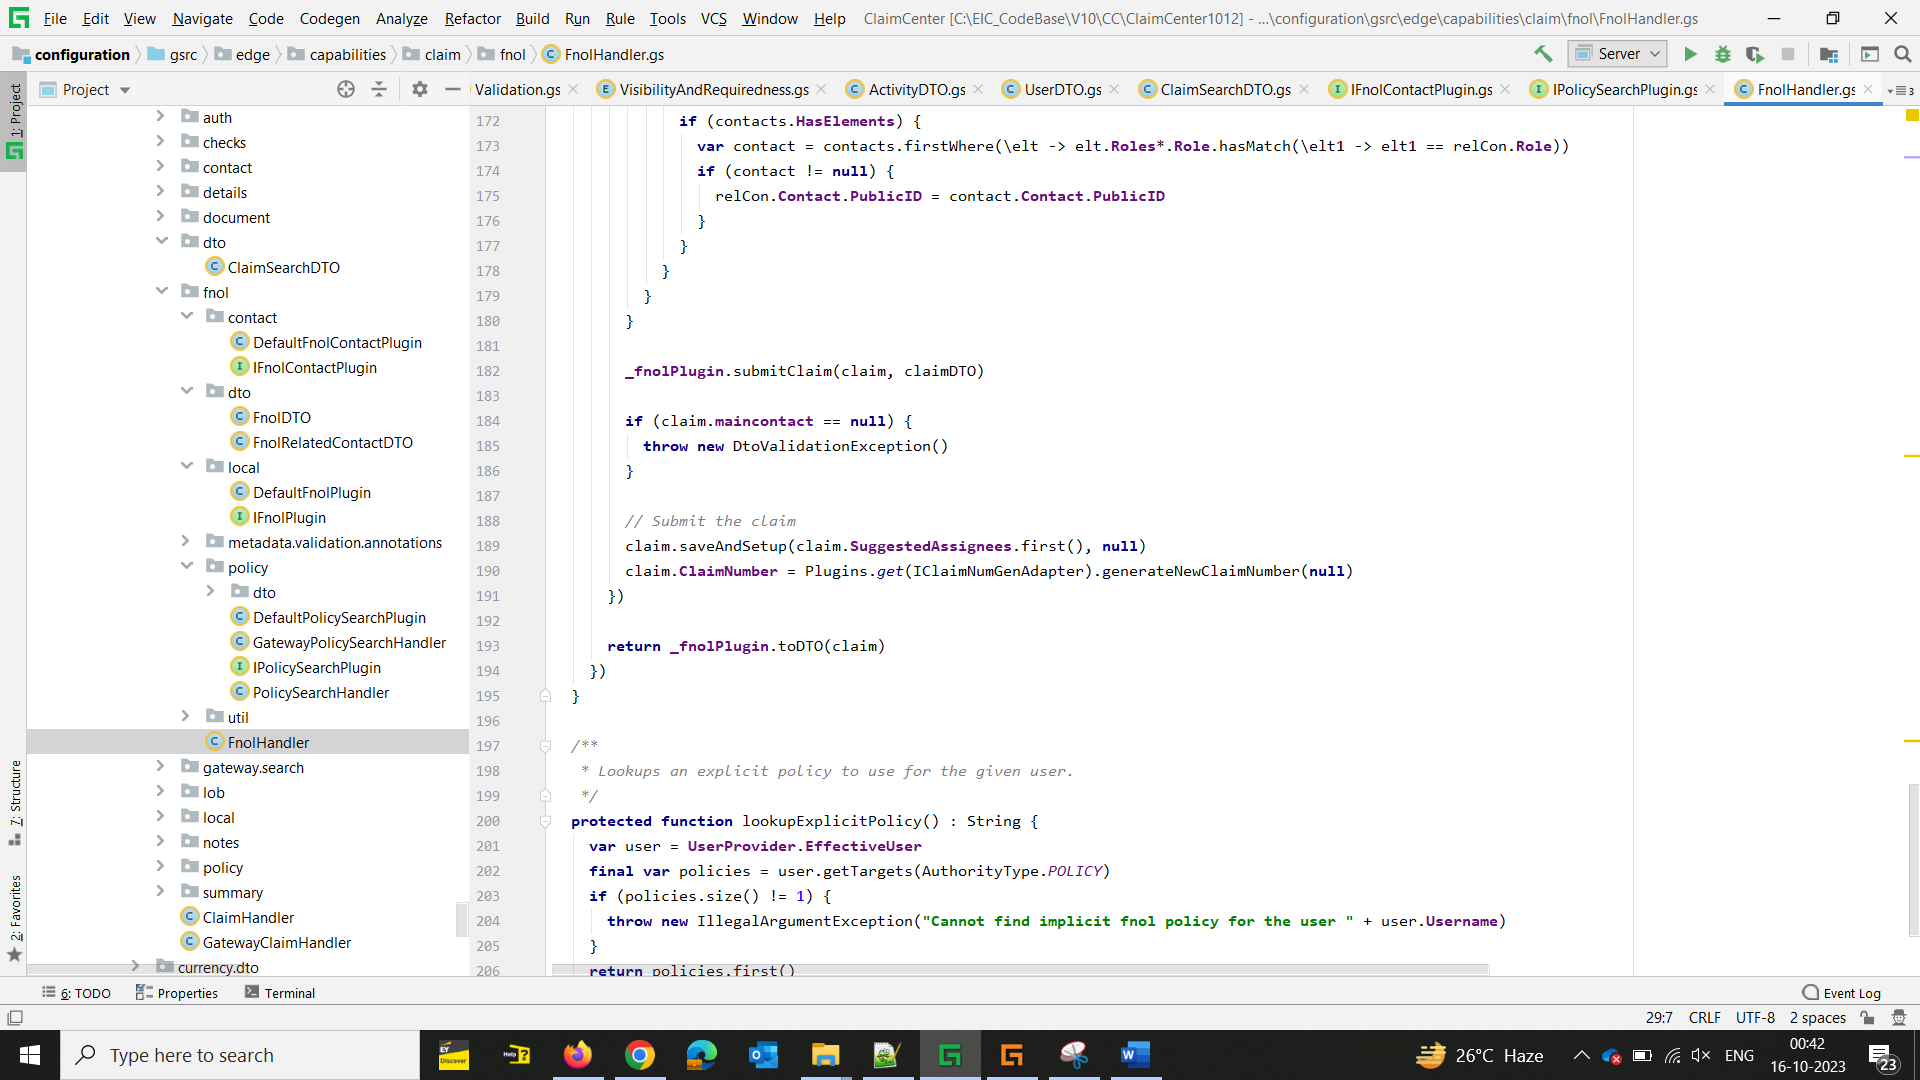 File Edit View Navigate Code Codegen Analyze Refactor Build Run Rule Tools VCS Window Help ClaimCenter [C:\EIC_CodeBase\V10\CC\ClaimCenter1012] - ...\configuration\gsrc\edge\capabilities\claim\fnol\FnolHandler.gs
configuration gsrc edge capabilities claim fnol FnolHandler.gs Server
Project Validation.gs VisibilityAndRequiredness.gs ActivityDTO.gs UserDTO.gs ClaimSearchDTO.gs IFnolContactPlugin.gs IPolicySearchPlugin.gs FnolHandler.gs 3
1: Project
7: Structure
2: Favorites
auth
checks
contact
details
document
dto
ClaimSearchDTO
fnol
contact
DefaultFnolContactPlugin
IFnolContactPlugin
dto
FnolDTO
FnolRelatedContactDTO
local
DefaultFnolPlugin
IFnolPlugin
metadata.validation.annotations
policy
dto
DefaultPolicySearchPlugin
GatewayPolicySearchHandler
IPolicySearchPlugin
PolicySearchHandler
util
FnolHandler
gateway.search
lob
local
notes
policy
summary
ClaimHandler
GatewayClaimHandler
currency.dto
172 if (contacts.HasElements) {
173 var contact = contacts.firstWhere(\elt -> elt.Roles*.Role.hasMatch(\elt1 -> elt1 == relCon.Role))
174 if (contact != null) {
175 relCon.Contact.PublicID = contact.Contact.PublicID
176 }
177 }
178 }
179 }
180 }
181
182 _fnolPlugin.submitClaim(claim, claimDTO)
183
184 if (claim.maincontact == null) {
185 throw new DtoValidationException()
186 }
187
188 // Submit the claim
189 claim.saveAndSetup(claim.SuggestedAssignees.first(), null)
190 claim.ClaimNumber = Plugins.get(IClaimNumGenAdapter).generateNewClaimNumber(null)
191 })
192
193 return _fnolPlugin.toDTO(claim)
194 })
195 }
196
197 /**
198 * Lookups an explicit policy to use for the given user.
199 */
200 protected function lookupExplicitPolicy() : String {
201 var user = UserProvider.EffectiveUser
202 final var policies = user.getTargets(AuthorityType.POLICY)
203 if (policies.size() != 1) {
204 throw new IllegalArgumentException("Cannot find implicit fnol policy for the user " + user.Username)
205 }
206 return policies.first()
6: TODO Properties Terminal Event Log
29:7 CRLF UTF-8 2 spaces
Type here to search EY Discover Help ? 26°C Haze ENG 00:42
16-10-2023 23